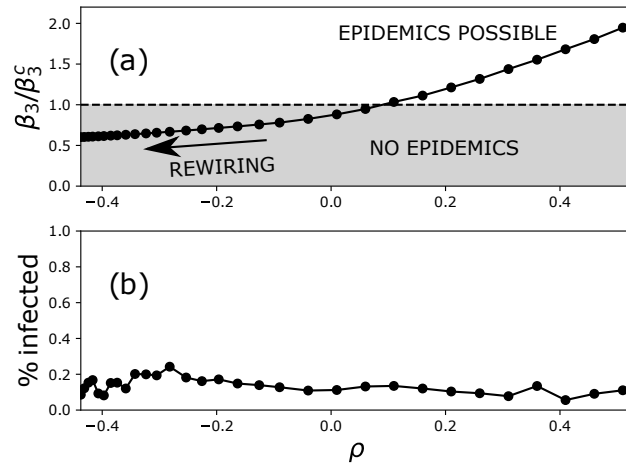 EPIDEMICS POSSIBLE
(a)
β₃/β₃ᶜ
2.0
1.5
1.0
0.5
0.0
NO EPIDEMICS
REWIRING
−0.4
−0.2
0.0
0.2
0.4
(b)
% infected
1.0
0.8
0.6
0.4
0.2
0.0
−0.4
−0.2
0.0
0.2
0.4
ρ